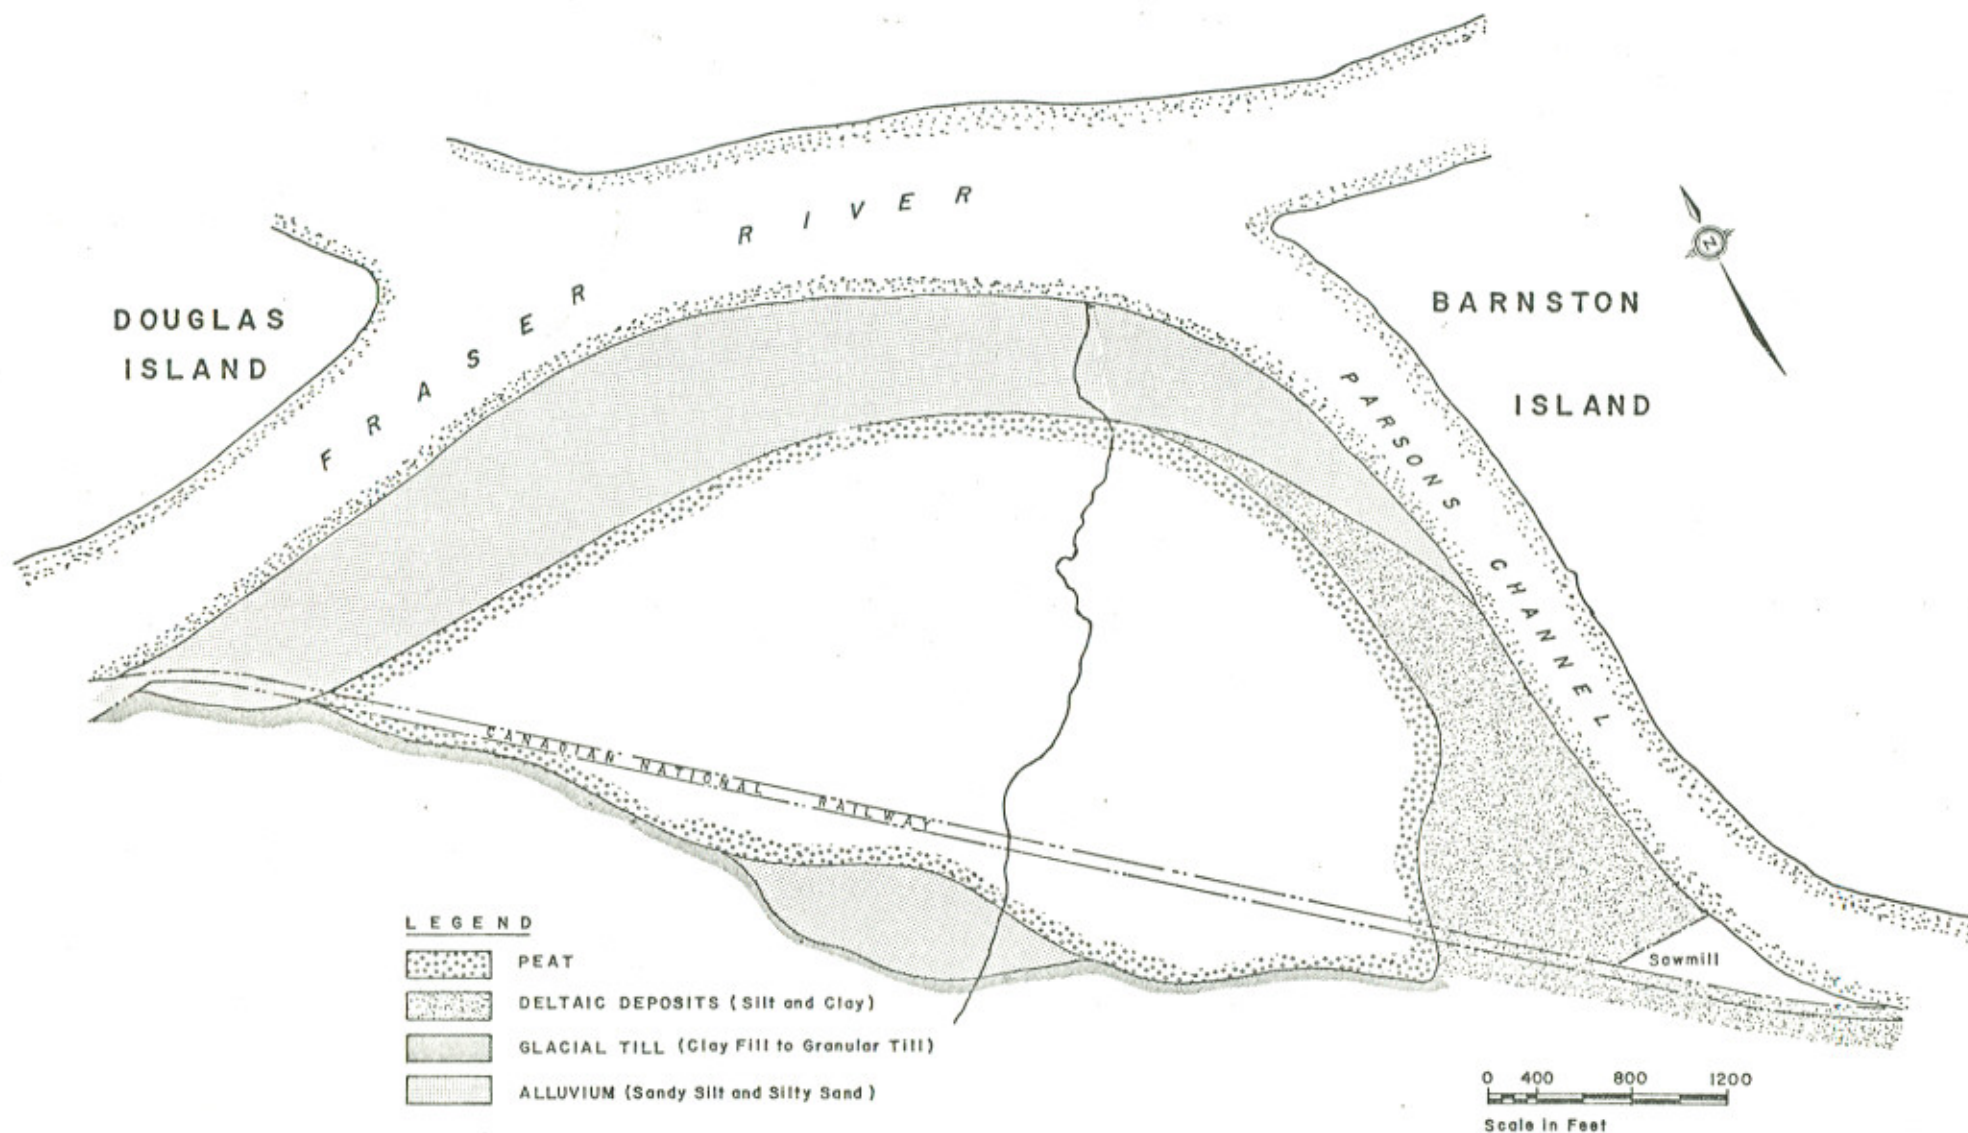 FRASER RIVER
DOUGLAS
ISLAND
BARNSTON
ISLAND
PARSONS CHANNEL
N
CANADIAN NATIONAL RAILWAY
Sawmill
LEGEND
PEAT
DELTAIC DEPOSITS (Silt and Clay)
GLACIAL TILL (Clay Fill to Granular Till)
ALLUVIUM (Sandy Silt and Silty Sand)
0 400 800 1200
Scale in Feet